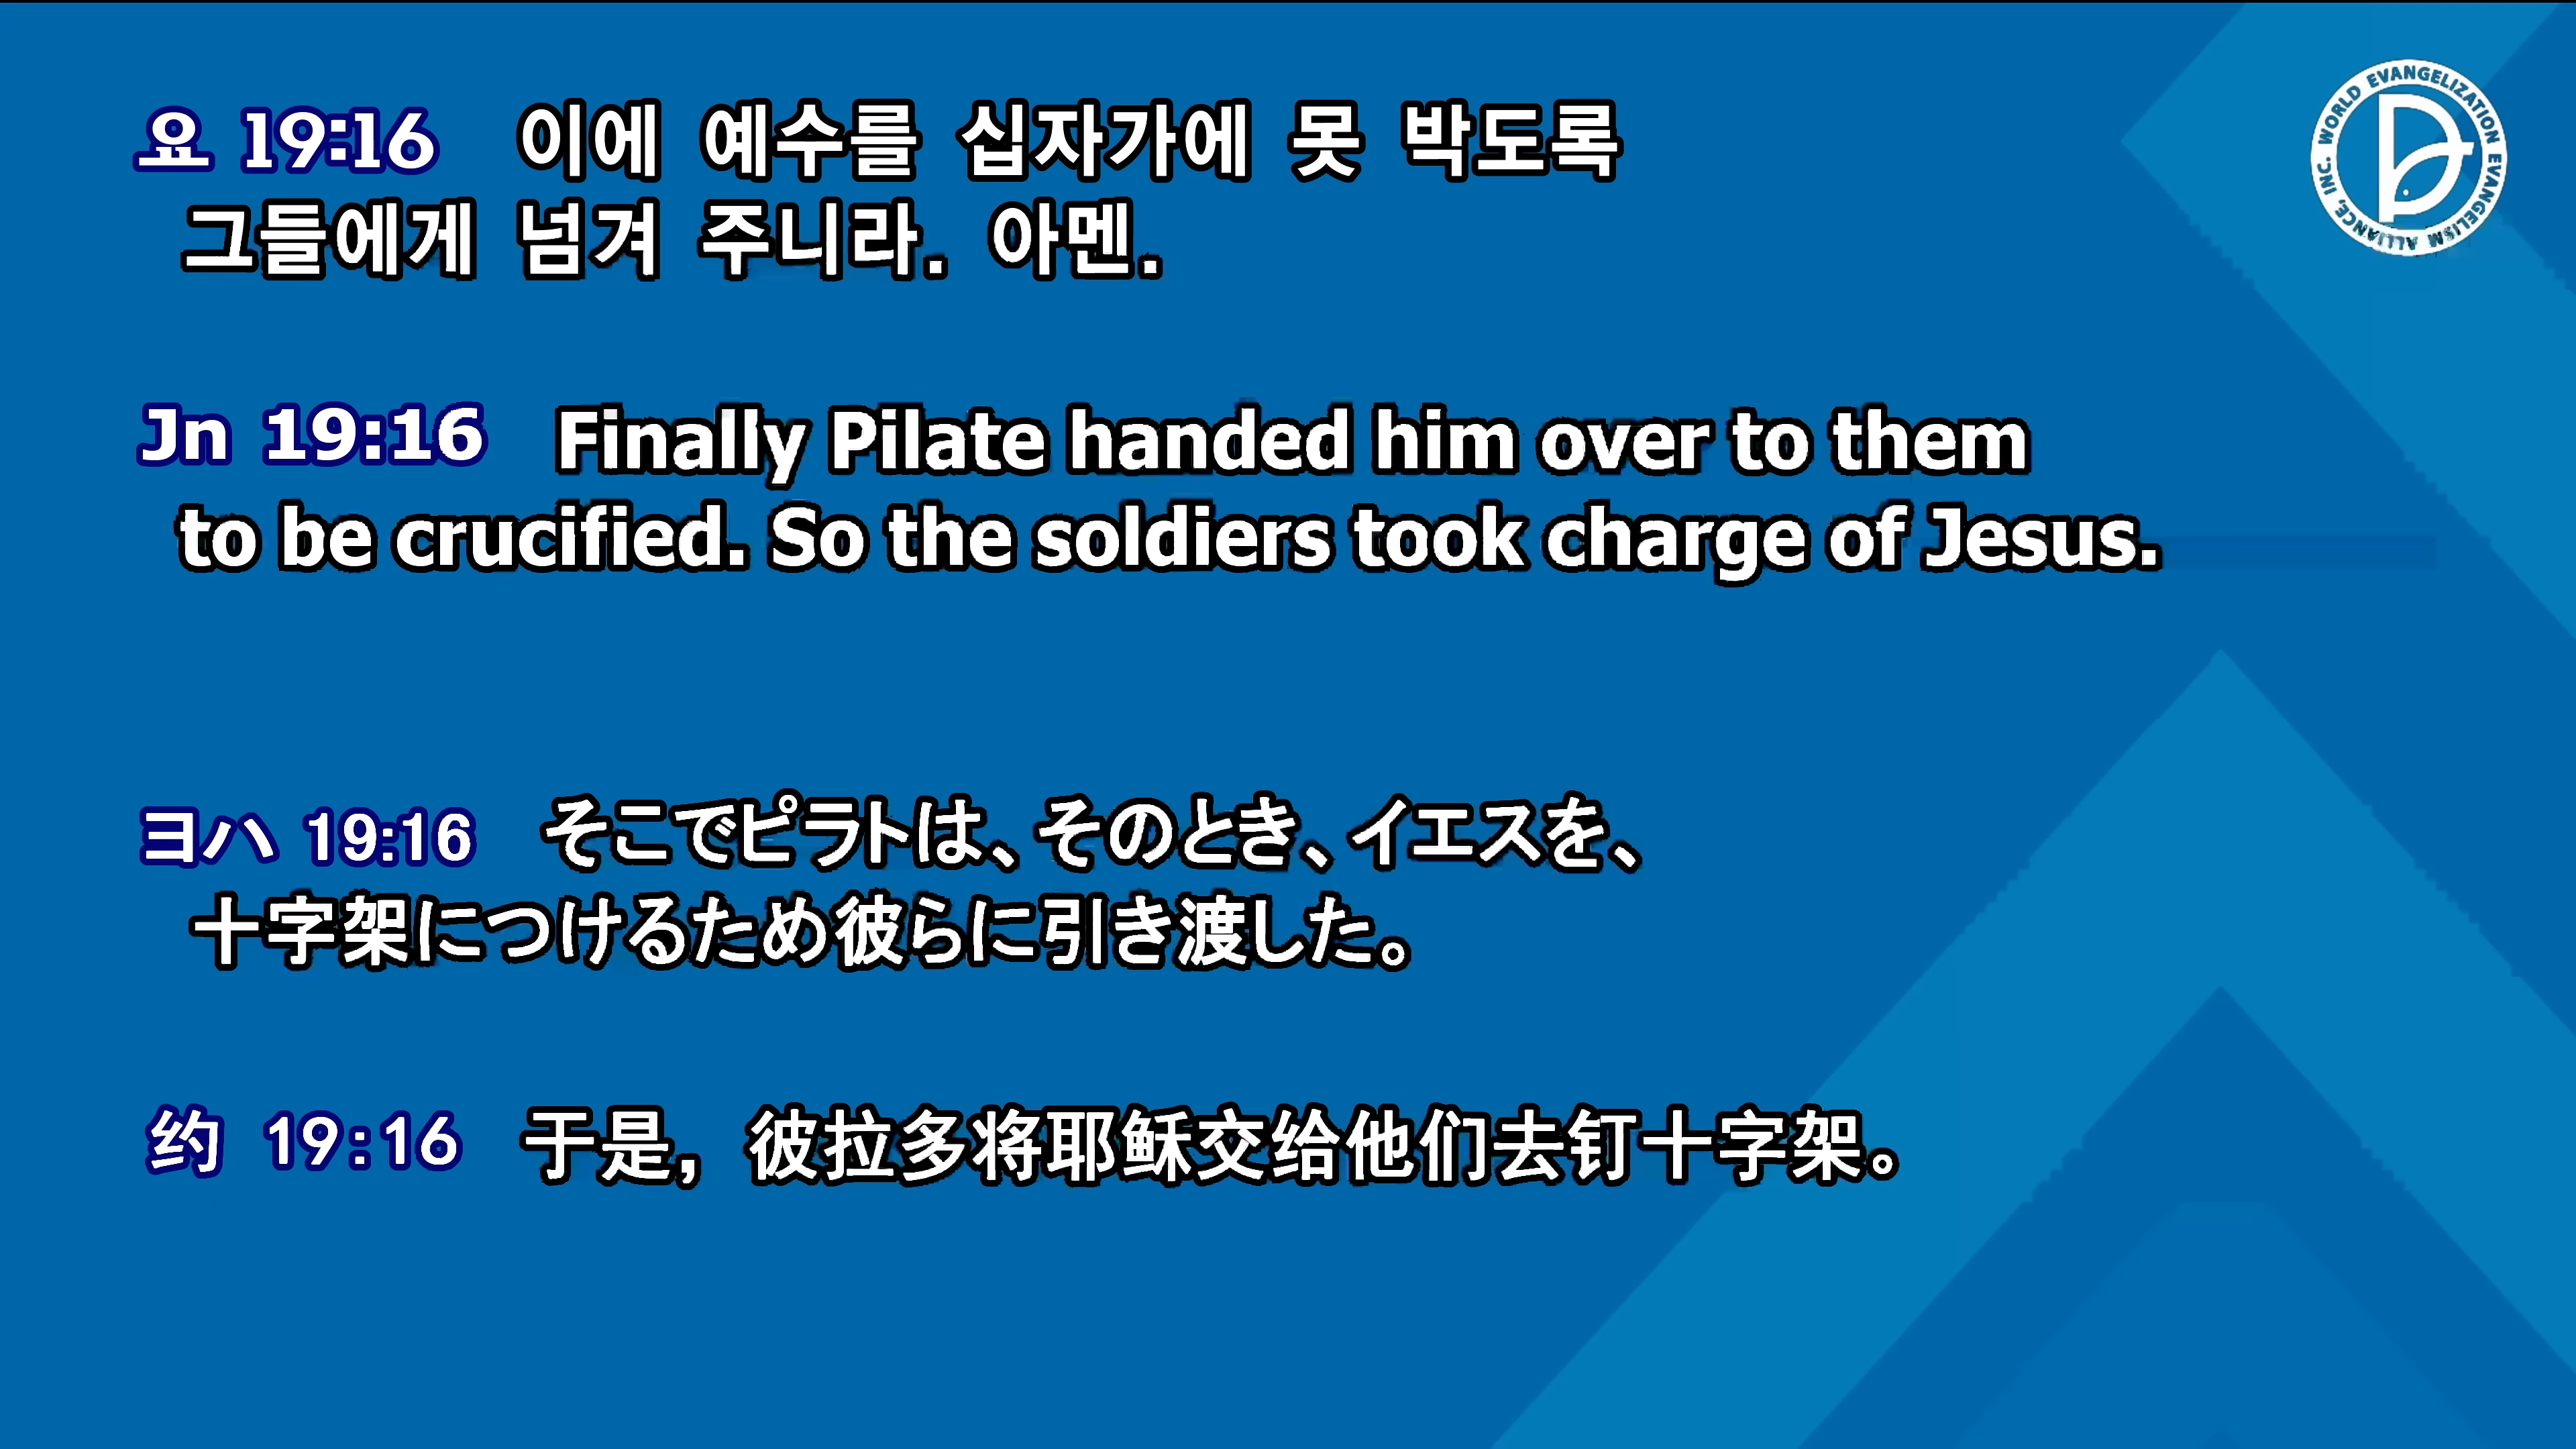 요 19:16 이에 예수를 십자가에 못 박도록
그들에게 넘겨 주니라. 아멘.
WORLD EVANGELIZATION EVANGELISM ALLIANCE, INC.
Jn 19:16 Finally Pilate handed him over to them
to be crucified. So the soldiers took charge of Jesus.
ヨハ 19:16 そこでピラトは、そのとき、イエスを、
十字架につけるため彼らに引き渡した。
约 19:16 于是，彼拉多将耶稣交给他们去钉十字架。